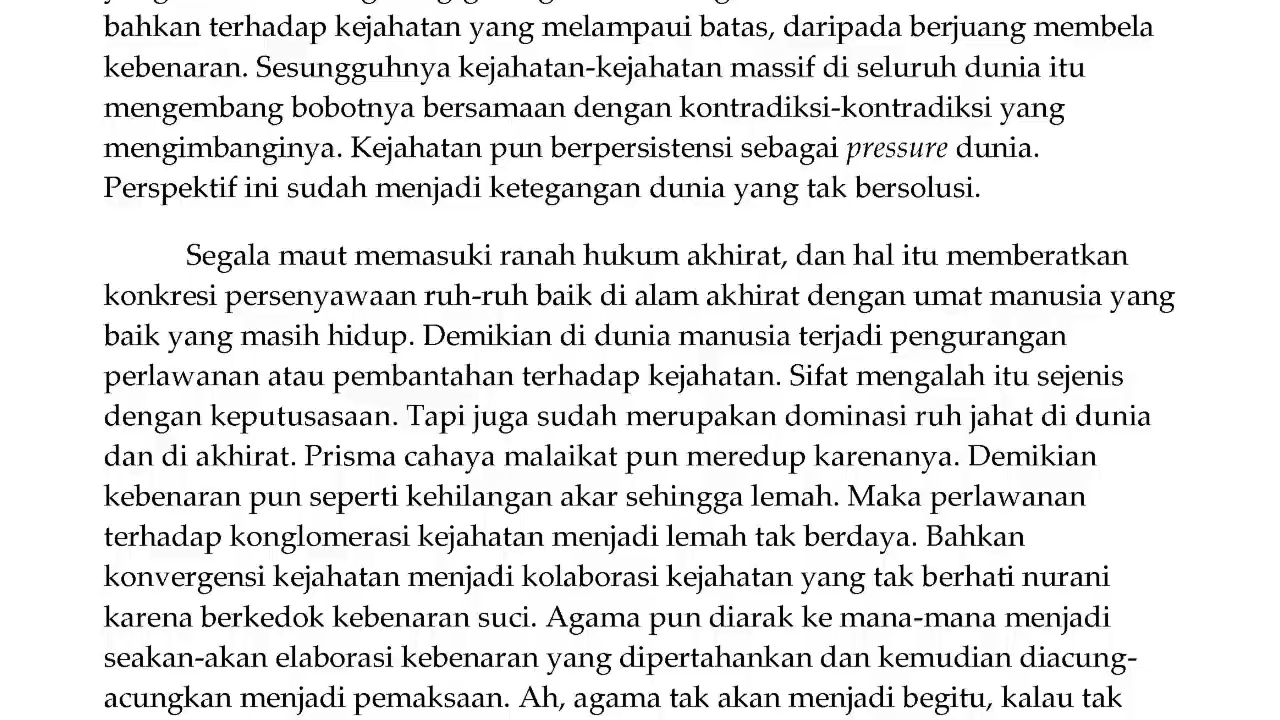 bahkan terhadap kejahatan yang melampaui batas, daripada berjuang membela
kebenaran. Sesungguhnya kejahatan-kejahatan massif di seluruh dunia itu
mengembang bobotnya bersamaan dengan kontradiksi-kontradiksi yang
mengimbanginya. Kejahatan pun berpersistensi sebagai pressure dunia.
Perspektif ini sudah menjadi ketegangan dunia yang tak bersolusi.
Segala maut memasuki ranah hukum akhirat, dan hal itu memberatkan
konkresi persenyawaan ruh-ruh baik di alam akhirat dengan umat manusia yang
baik yang masih hidup. Demikian di dunia manusia terjadi pengurangan
perlawanan atau pembantahan terhadap kejahatan. Sifat mengalah itu sejenis
dengan keputusasaan. Tapi juga sudah merupakan dominasi ruh jahat di dunia
dan di akhirat. Prisma cahaya malaikat pun meredup karenanya. Demikian
kebenaran pun seperti kehilangan akar sehingga lemah. Maka perlawanan
terhadap konglomerasi kejahatan menjadi lemah tak berdaya. Bahkan
konvergensi kejahatan menjadi kolaborasi kejahatan yang tak berhati nurani
karena berkedok kebenaran suci. Agama pun diarak ke mana-mana menjadi
seakan-akan elaborasi kebenaran yang dipertahankan dan kemudian diacung-
acungkan menjadi pemaksaan. Ah, agama tak akan menjadi begitu, kalau tak